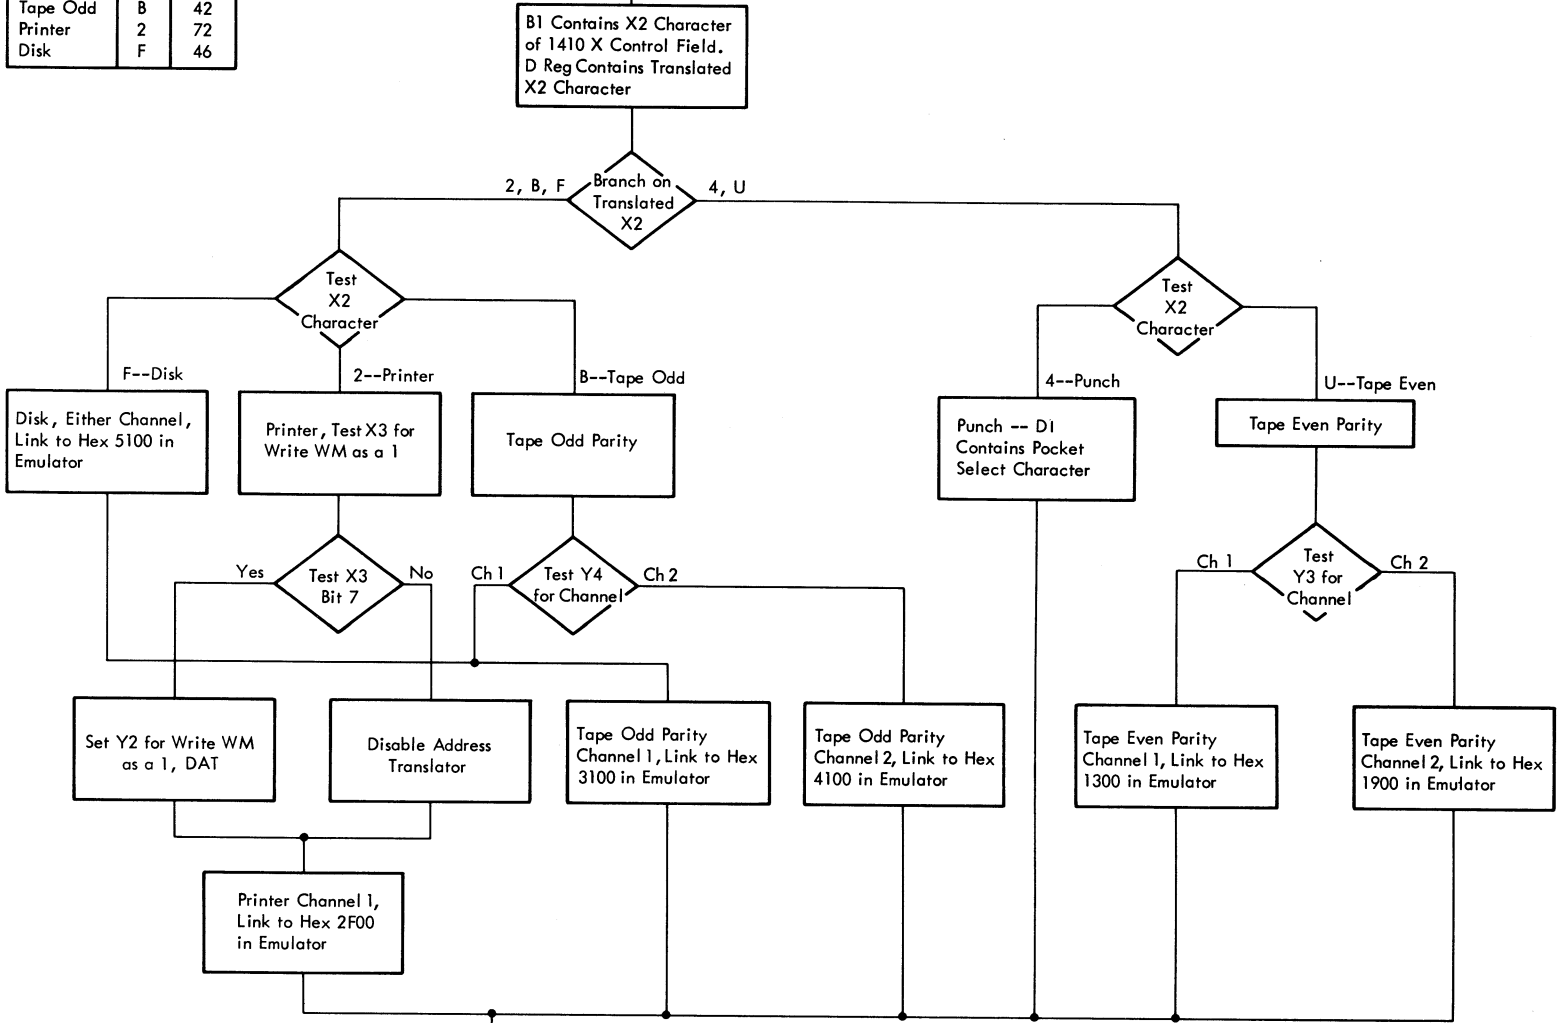 Tape Odd B 42
Printer 2 72
Disk F 46
B1 Contains X2 Character
of 1410 X Control Field.
D Reg Contains Translated
X2 Character
2, B, F
Branch on
Translated
X2
4, U
Test
X2
Character
Test
X2
Character
F--Disk
2--Printer
B--Tape Odd
4--Punch
U--Tape Even
Disk, Either Channel,
Link to Hex 5100 in
Emulator
Printer, Test X3 for
Write WM as a 1
Tape Odd Parity
Punch -- D1
Contains Pocket
Select Character
Tape Even Parity
Yes
Test X3
Bit 7
No
Ch 1
Test Y4
for Channel
Ch 2
Ch 1
Test
Y3 for
Channel
Ch 2
Set Y2 for Write WM
as a 1, DAT
Disable Address
Translator
Tape Odd Parity
Channel 1, Link to Hex
3100 in Emulator
Tape Odd Parity
Channel 2, Link to Hex
4100 in Emulator
Tape Even Parity
Channel 1, Link to Hex
1300 in Emulator
Tape Even Parity
Channel 2, Link to Hex
1900 in Emulator
Printer Channel 1,
Link to Hex 2F00
in Emulator